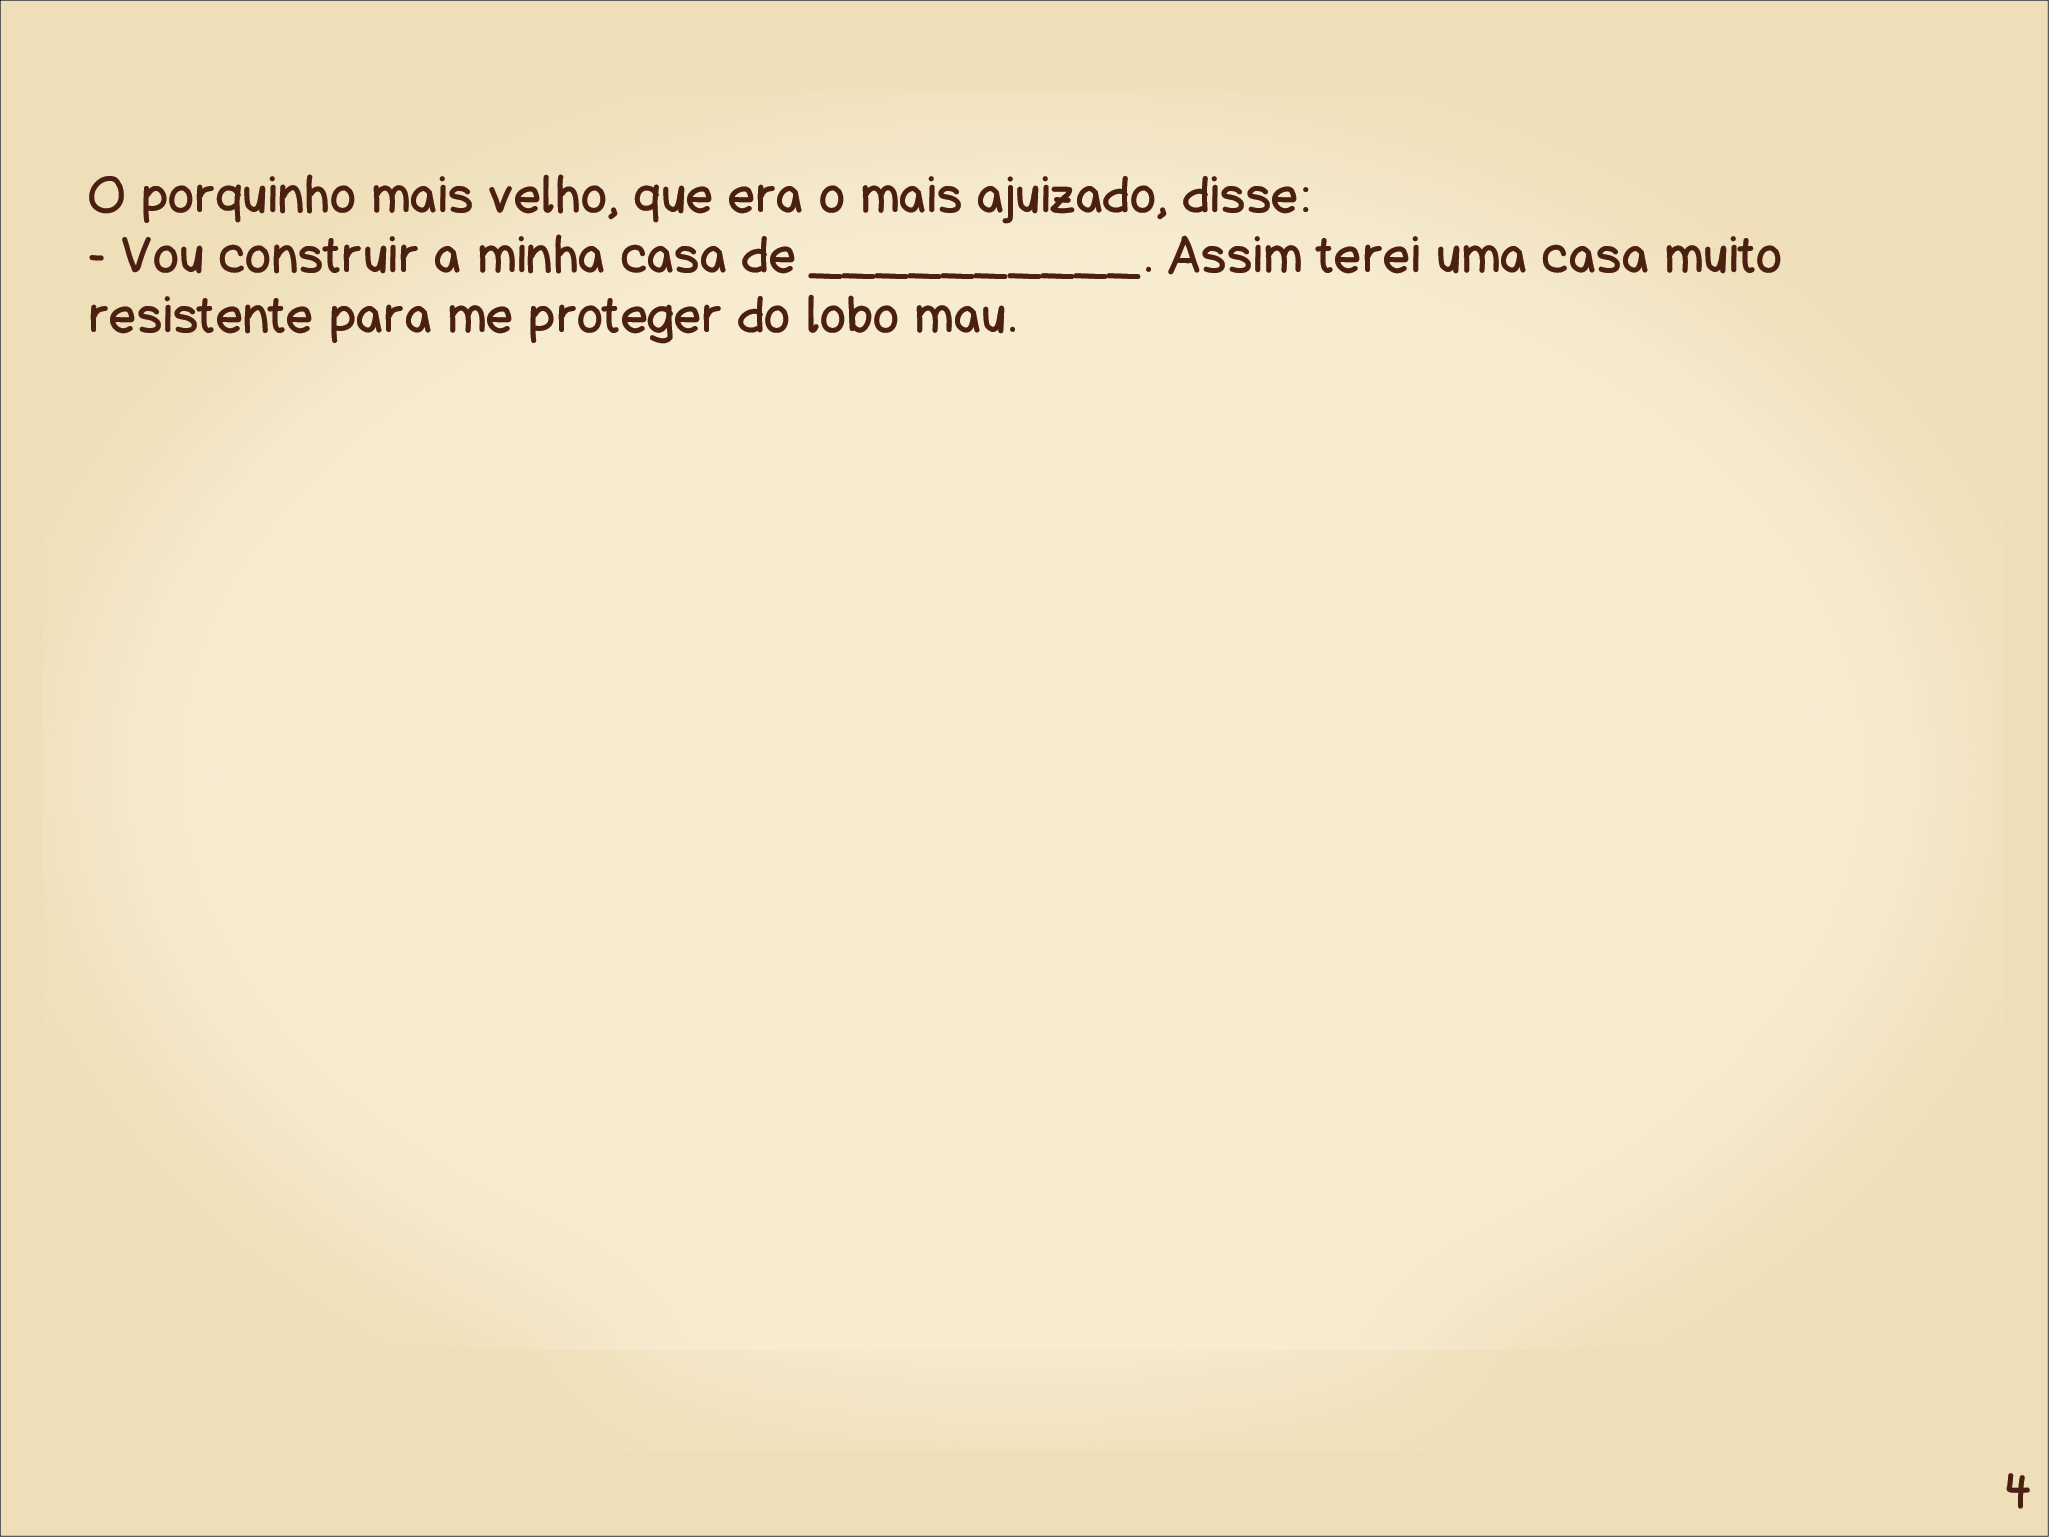 O porquinho mais velho, que era o mais ajuizado, disse:
- Vou construir a minha casa de __________. Assim terei uma casa muito
resistente para me proteger do lobo mau.
4